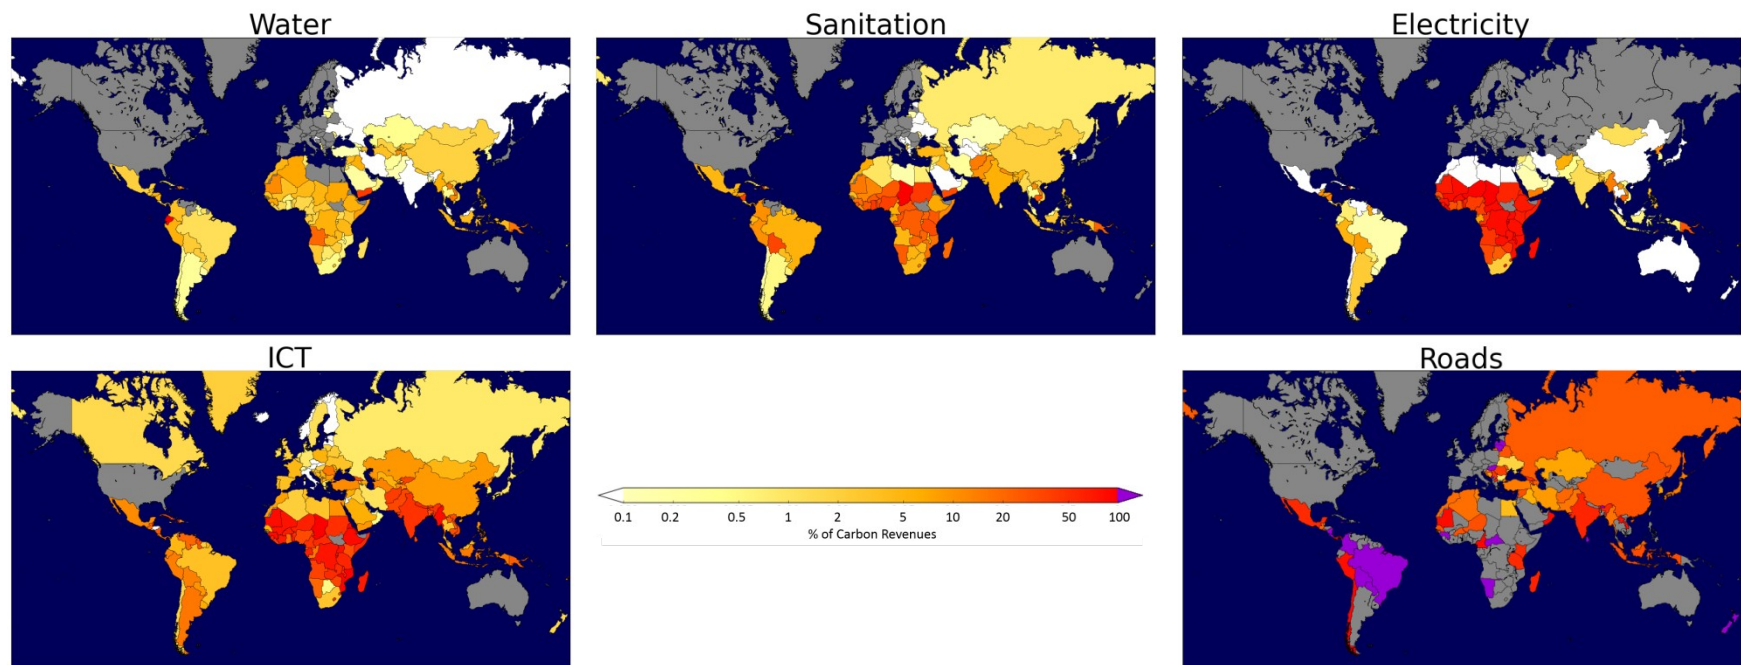 Water
Sanitation
Electricity
ICT
Roads
0.1 0.2 0.5 1 2 5 10 20 50 100
% of Carbon Revenues